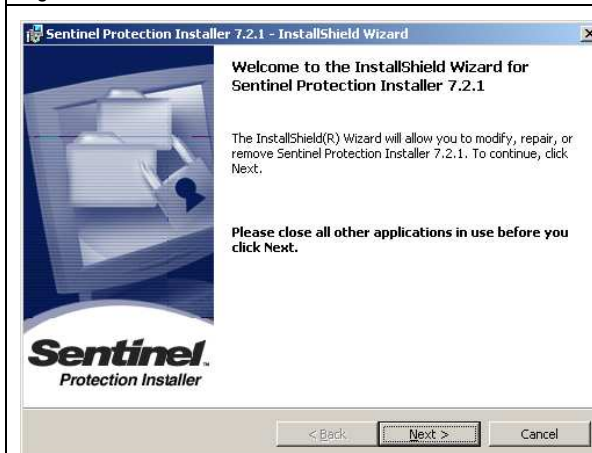 Sentinel Protection Installer 7.2.1 - InstallShield Wizard
Welcome to the InstallShield Wizard for
Sentinel Protection Installer 7.2.1
The InstallShield(R) Wizard will allow you to modify, repair, or
remove Sentinel Protection Installer 7.2.1. To continue, click
Next.
Please close all other applications in use before you
click Next.
Sentinel™
Protection Installer
< Back Next > Cancel